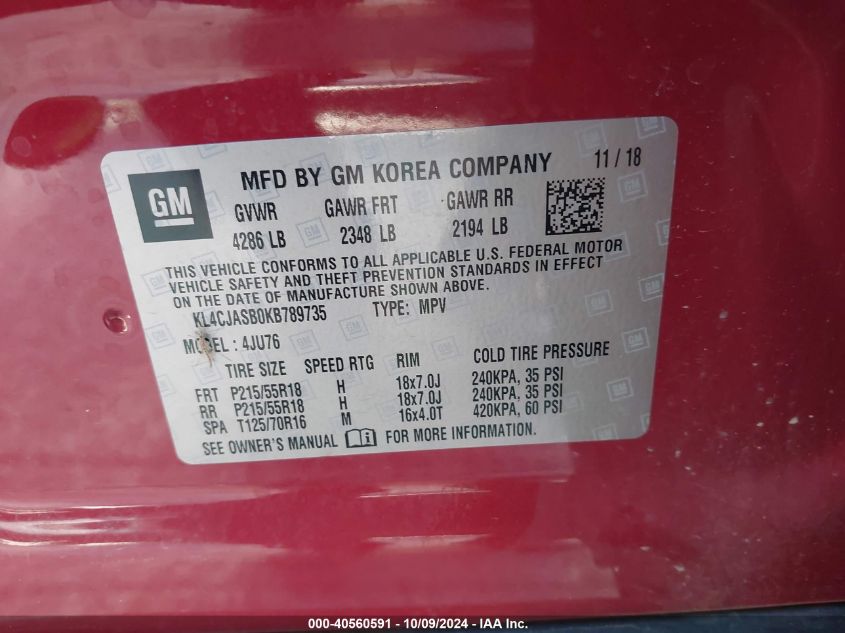 GM
MFD BY GM KOREA COMPANY 11 / 18
GVWR GAWR FRT GAWR RR
4286 LB 2348 LB 2194 LB
THIS VEHICLE CONFORMS TO ALL APPLICABLE U.S. FEDERAL MOTOR
VEHICLE SAFETY AND THEFT PREVENTION STANDARDS IN EFFECT
ON THE DATE OF MANUFACTURE SHOWN ABOVE.
KL4CJASB0KB789735 TYPE: MPV
MODEL : 4JU76
TIRE SIZE SPEED RTG RIM COLD TIRE PRESSURE
FRT P215/55R18 H 18x7.0J 240KPA, 35 PSI
RR P215/55R18 H 18x7.0J 240KPA, 35 PSI
SPA T125/70R16 M 16x4.0T 420KPA, 60 PSI
SEE OWNER'S MANUAL FOR MORE INFORMATION.
000-40560591 - 10/09/2024 - IAA Inc.